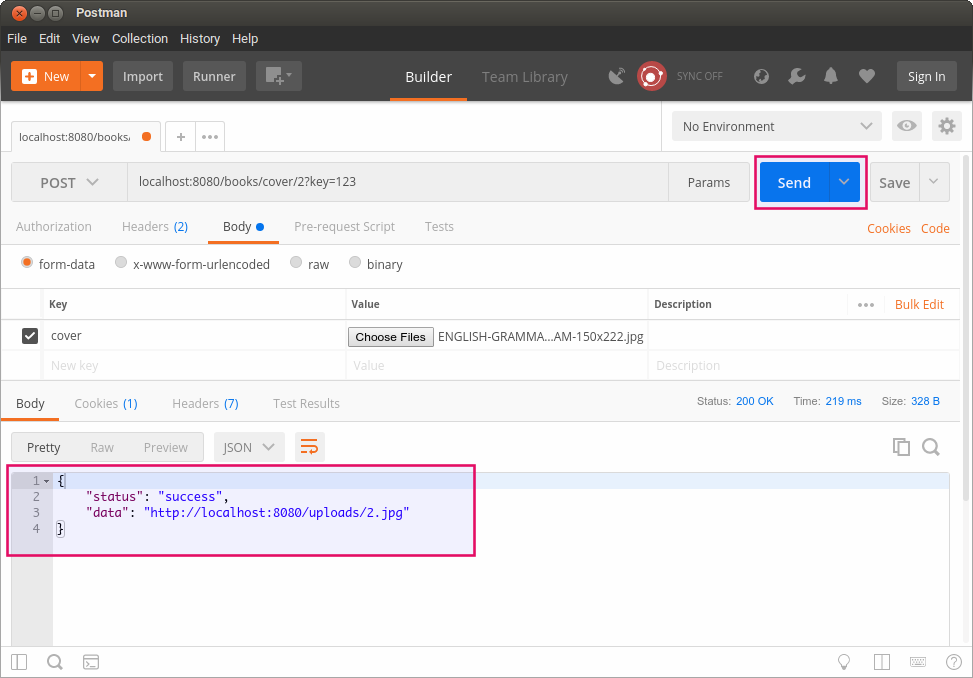 Postman
File Edit View Collection History Help
New Import Runner Builder Team Library SYNC OFF Sign In
localhost:8080/books/ + ••• No Environment
POST localhost:8080/books/cover/2?key=123 Params Send Save
Authorization Headers (2) Body Pre-request Script Tests Cookies Code
form-data x-www-form-urlencoded raw binary
Key Value Description ••• Bulk Edit
cover Choose Files ENGLISH-GRAMMA...AM-150x222.jpg
New key Value Description
Body Cookies (1) Headers (7) Test Results Status: 200 OK Time: 219 ms Size: 328 B
Pretty Raw Preview JSON
1 {
2 "status": "success",
3 "data": "http://localhost:8080/uploads/2.jpg"
4 }